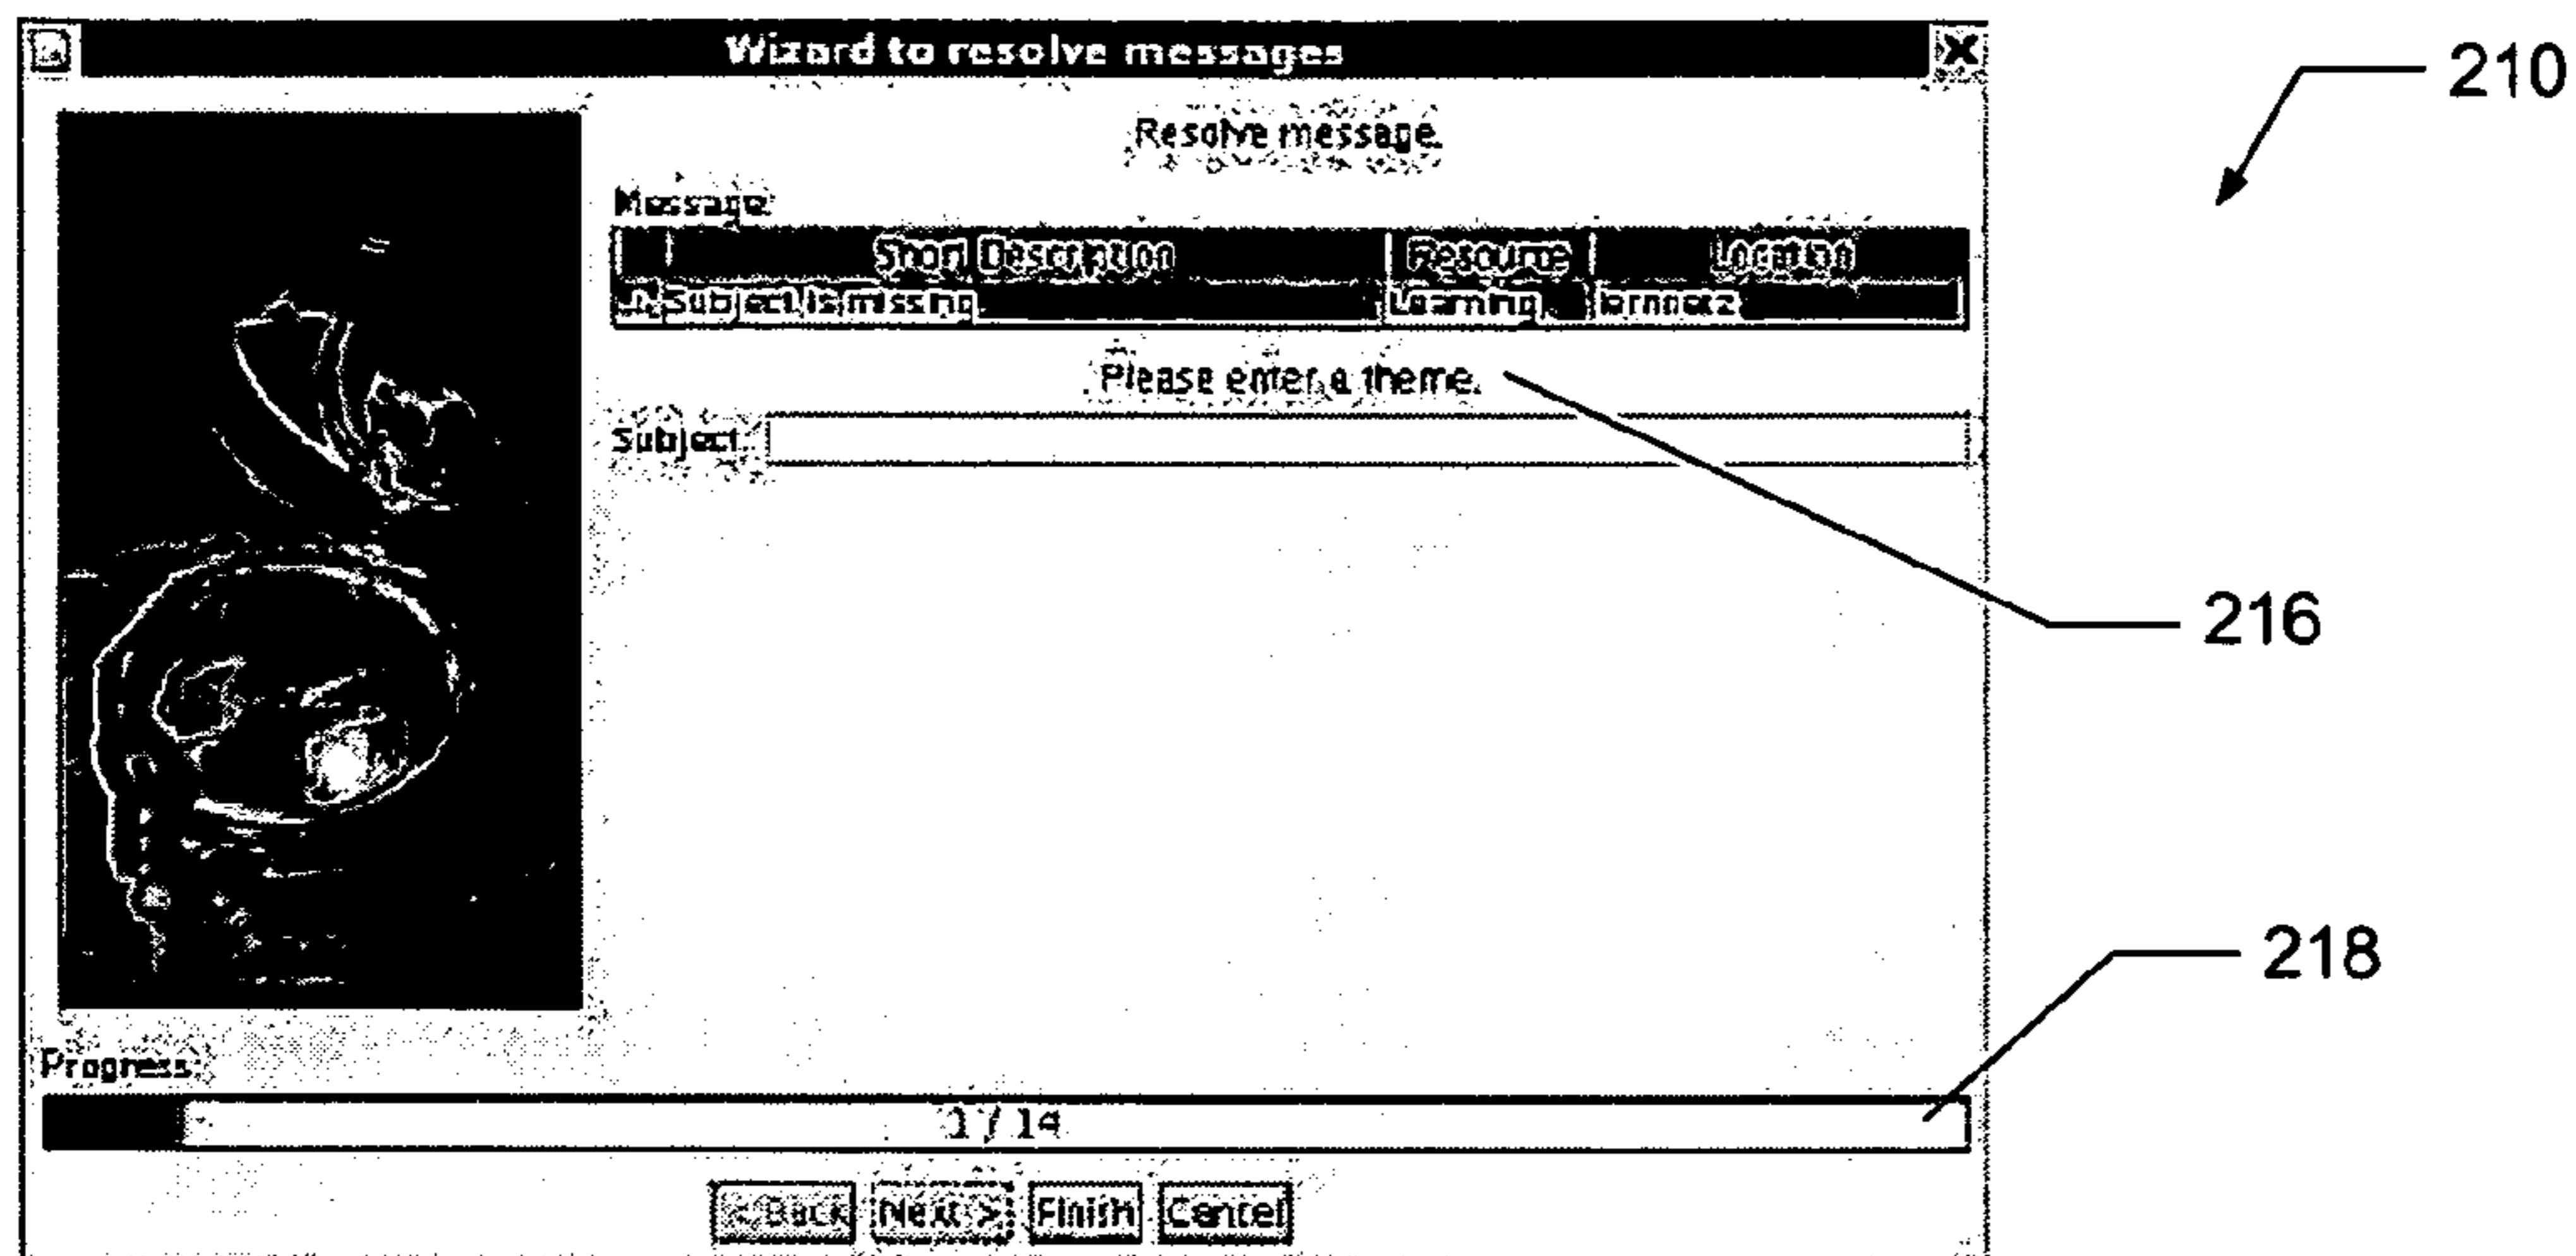 Wizard to resolve messages
210
Resolve message.
Message:
Short Description Resource Location
Subject is missing Learning
Please enter a theme.
Subject:
216
218
Progress:
1 / 14
< Back Next > Finish Cancel